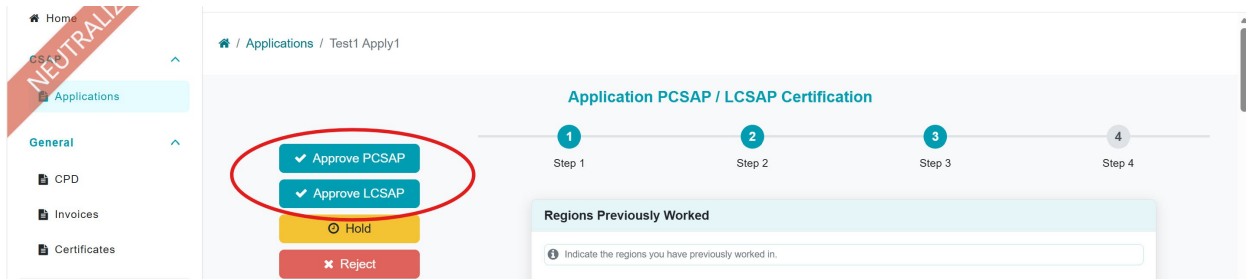 Home
NEUTRALIZ
CSAP
Applications
General
CPD
Invoices
Certificates
/ Applications / Test1 Apply1
Application PCSAP / LCSAP Certification
1 2 3 4
Step 1 Step 2 Step 3 Step 4
Approve PCSAP
Approve LCSAP
Hold
Reject
Regions Previously Worked
Indicate the regions you have previously worked in.